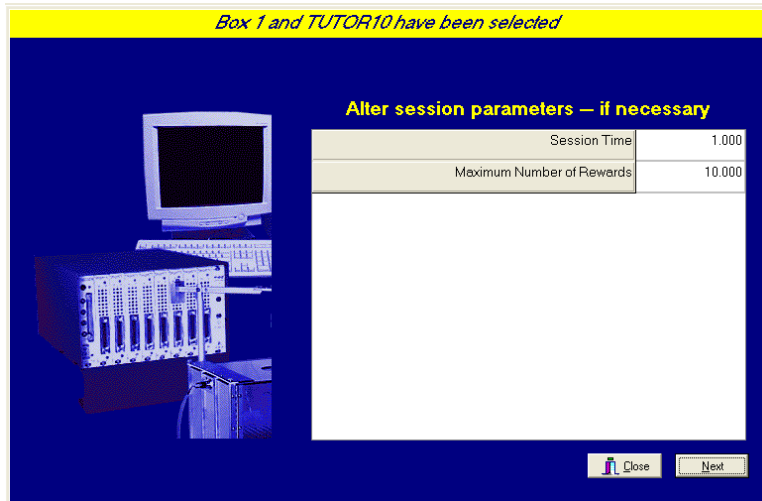 Box 1 and TUTOR10 have been selected
Alter session parameters — if necessary
Session Time 1.000
Maximum Number of Rewards 10.000
Close Next